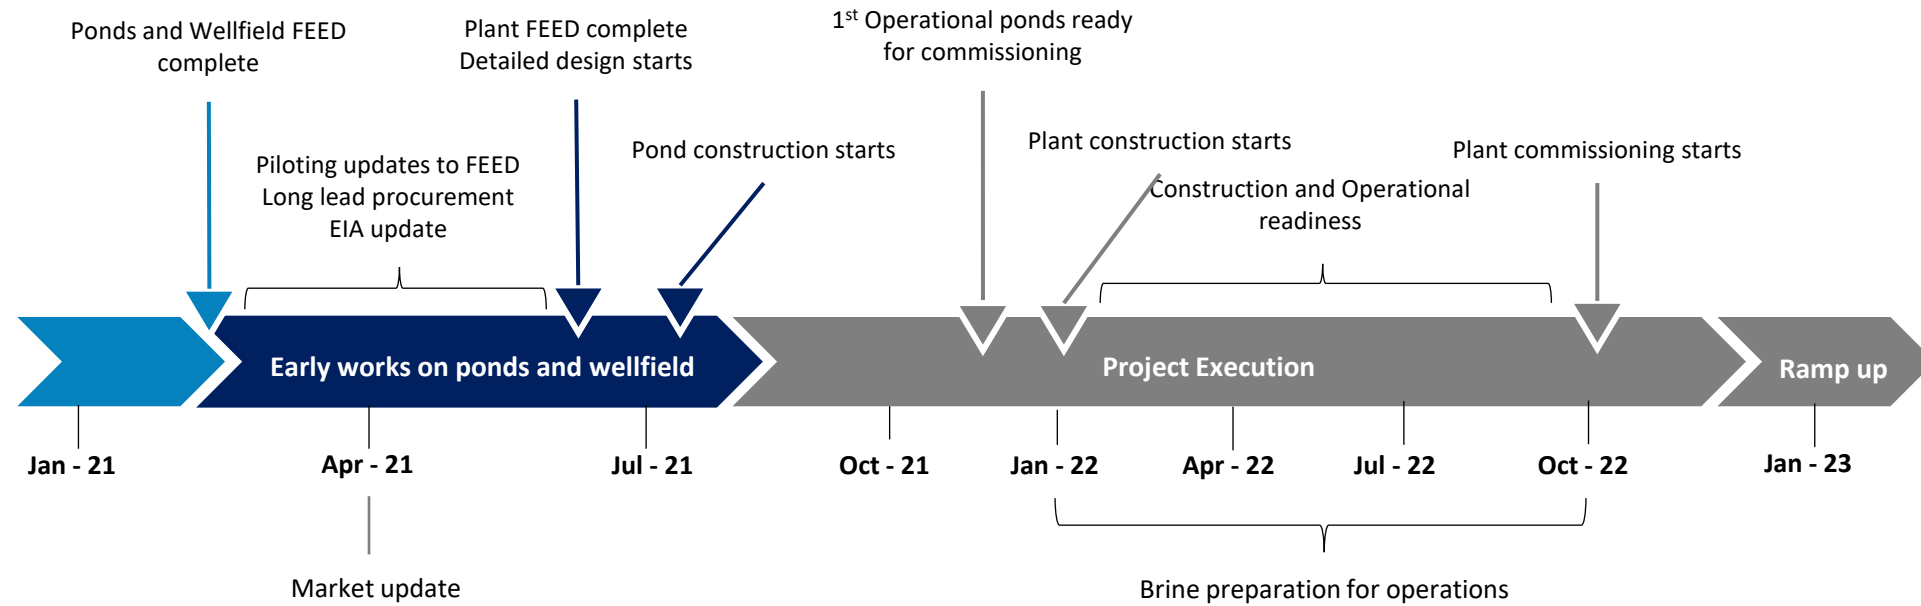 Ponds and Wellfield FEED
complete
Plant FEED complete
Detailed design starts
1st Operational ponds ready
for commissioning
Piloting updates to FEED
Long lead procurement
EIA update
Pond construction starts
Plant construction starts
Construction and Operational
readiness
Plant commissioning starts
Early works on ponds and wellfield
Project Execution
Ramp up
Jan - 21
Apr - 21
Jul - 21
Oct - 21
Jan - 22
Apr - 22
Jul - 22
Oct - 22
Jan - 23
Market update
Brine preparation for operations